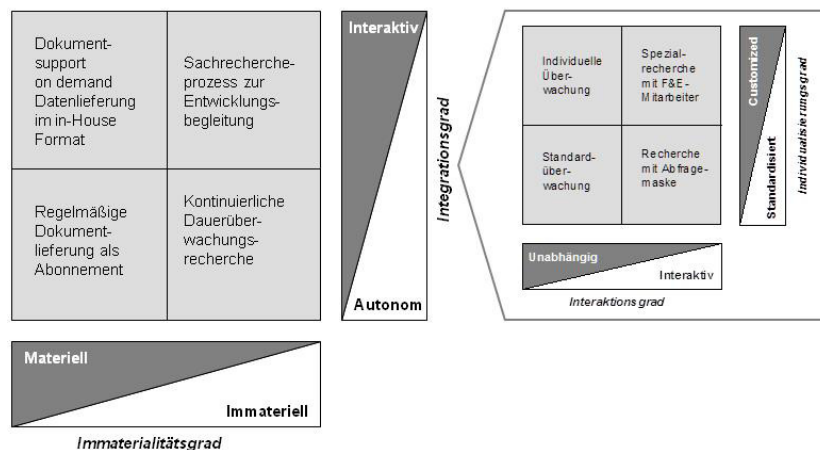 Dokument-
support
on demand
Datenlieferung
im in-House
Format
Sachrecherche-
prozess zur
Entwicklungs-
begleitung
Regelmäßige
Dokument-
lieferung als
Abonnement
Kontinuierliche
Dauerüber-
wachungs-
recherche
Interaktiv
Autonom
Integrationsgrad
Materiell
Immateriell
Immaterialitätsgrad
Individuelle
Über-
wachung
Spezial-
recherche
mit F&E-
Mitarbeiter
Standard-
über-
wachung
Recherche
mit Abfrage-
maske
Customized
Standardisiert
Individualisierungsgrad
Unabhängig
Interaktiv
Interaktions grad